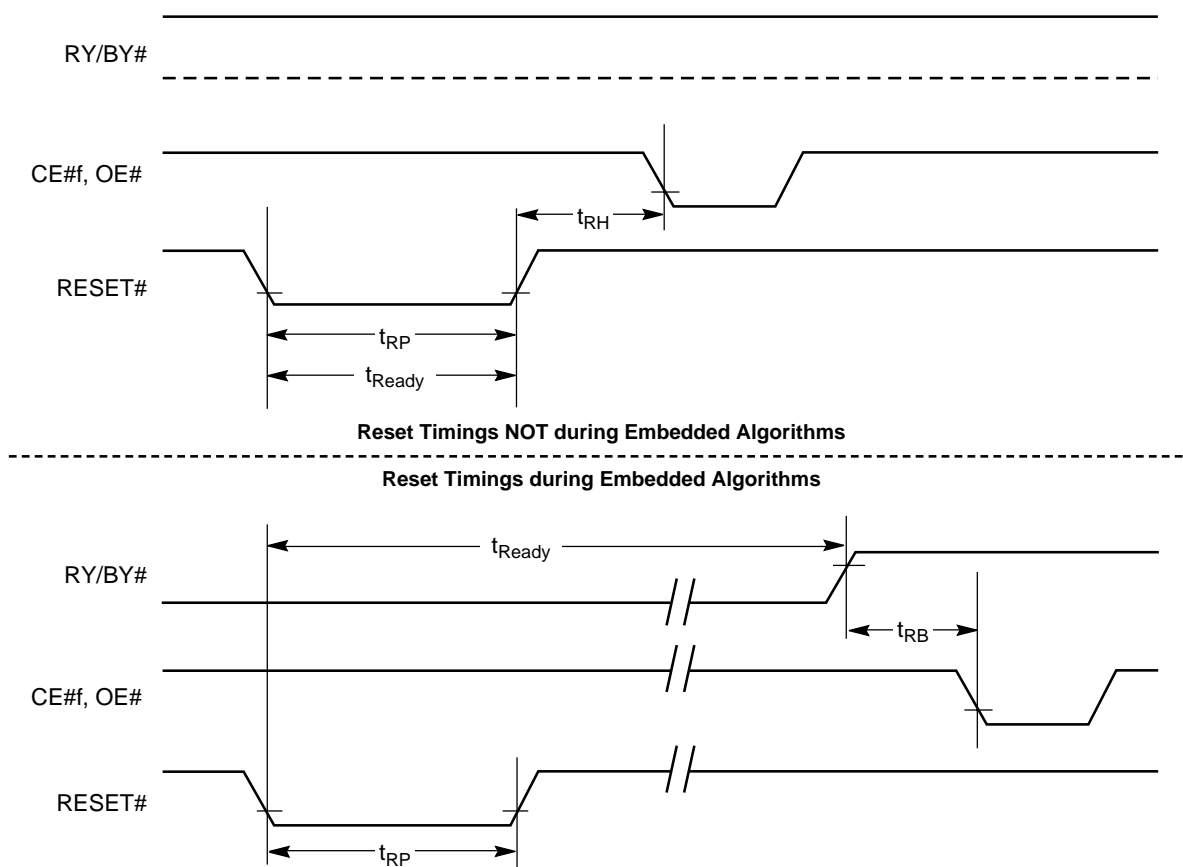 RY/BY#
CE#f, OE#
tRH
RESET#
tRP
tReady
Reset Timings NOT during Embedded Algorithms
Reset Timings during Embedded Algorithms
tReady
RY/BY#
tRB
CE#f, OE#
RESET#
tRP